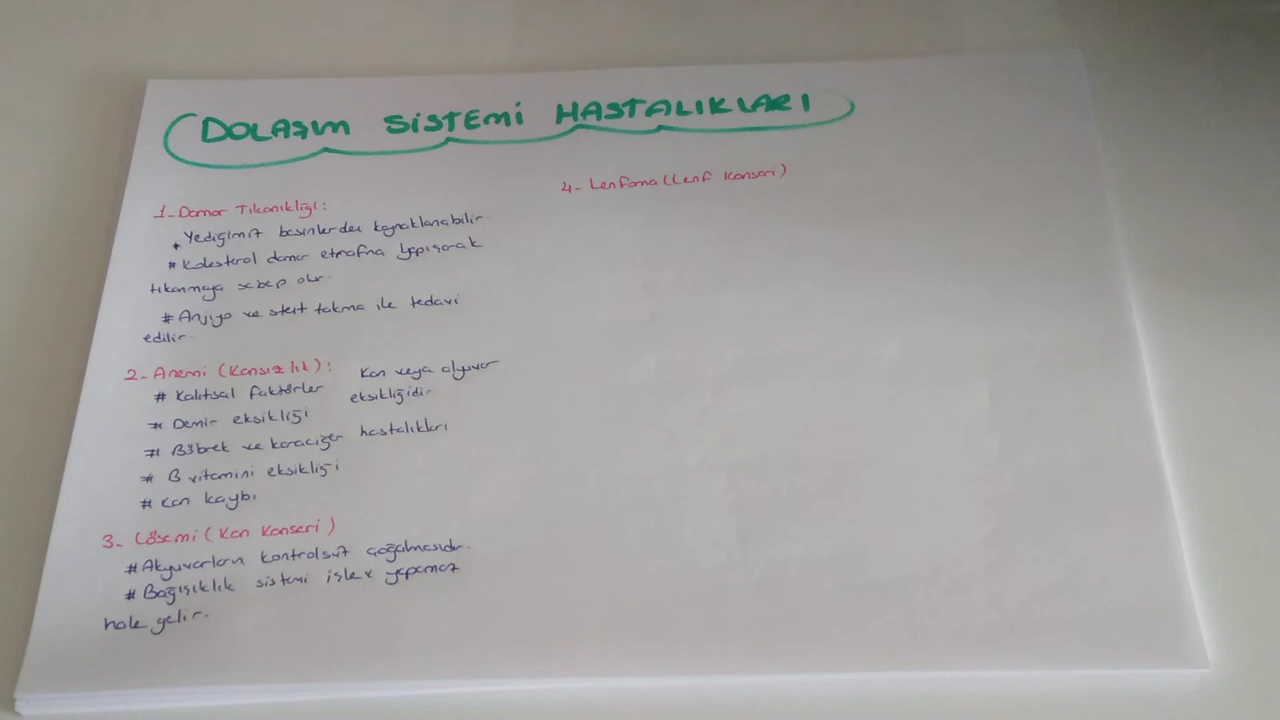 DOLAŞIM SİSTEMİ HASTALIKLARI
1- Damar Tıkanıklığı:
* Yediğimiz besinlerden kaynaklanabilir.
# Kolesterol damar etrafına yapışarak
tıkanmaya sebep olur.
# Anjiyo ve stent takma ile tedavi
edilir.
2- Anemi (Kansızlık): Kan veya alyuvar
eksikliğidir.
# Kalıtsal faktörler
# Demir eksikliği
# Böbrek ve karaciğer hastalıkları
# B vitamini eksikliği
# Kan kaybı
3- Lösemi (Kan Kanseri)
# Akyuvarların kontrolsüz çoğalmasıdır.
# Bağışıklık sistemi işlev yapamaz
hale gelir.
4- Lenfoma (Lenf Kanseri)